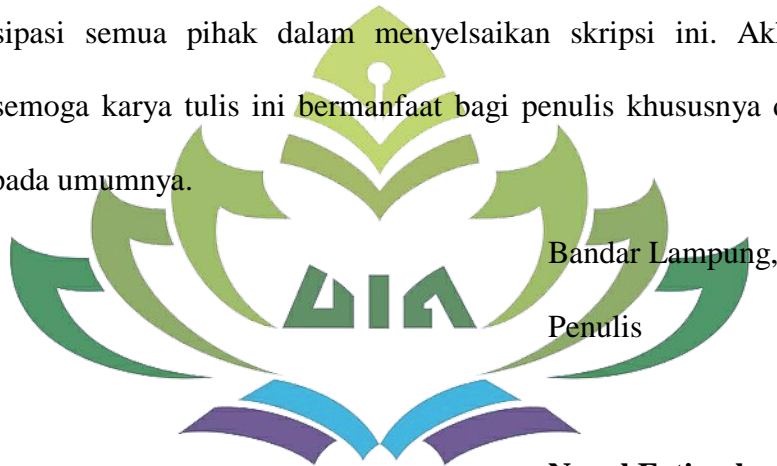 sipasi semua pihak dalam menyelsaikan skripsi ini.
semoga karya tulis ini bermanfaat bagi penulis khususnya
pada umumnya.
Bandar Lampung,
UIN
Penulis